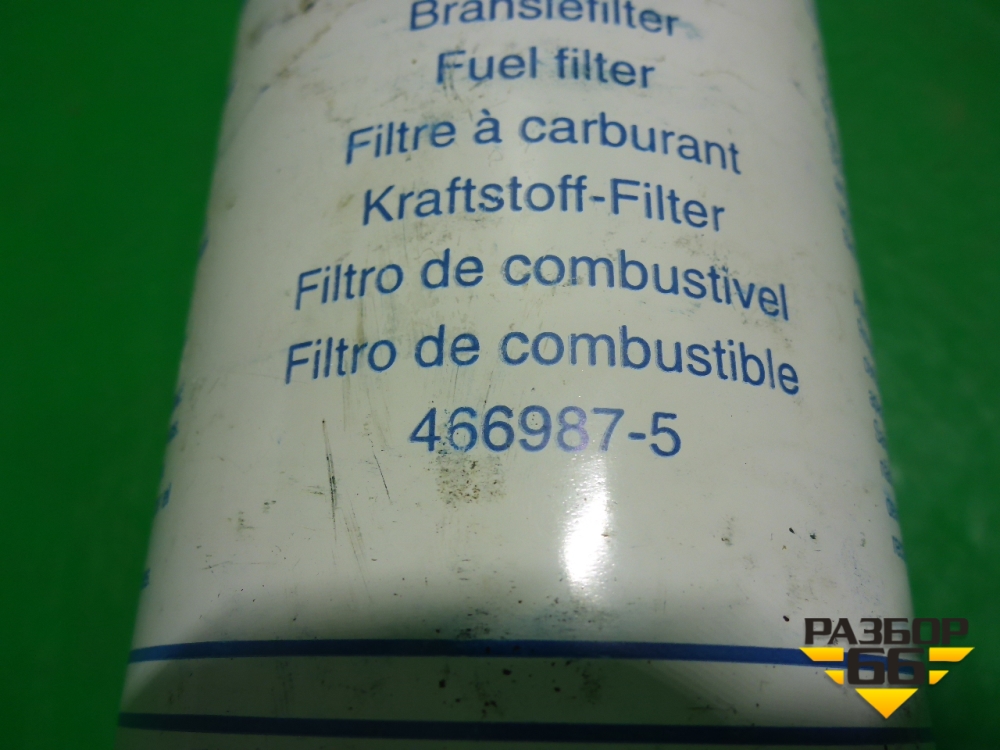 Bränslefilter
Fuel filter
Filtre à carburant
Kraftstoff-Filter
Filtro de combustivel
Filtro de combustible
466987-5
РАЗБОР
66